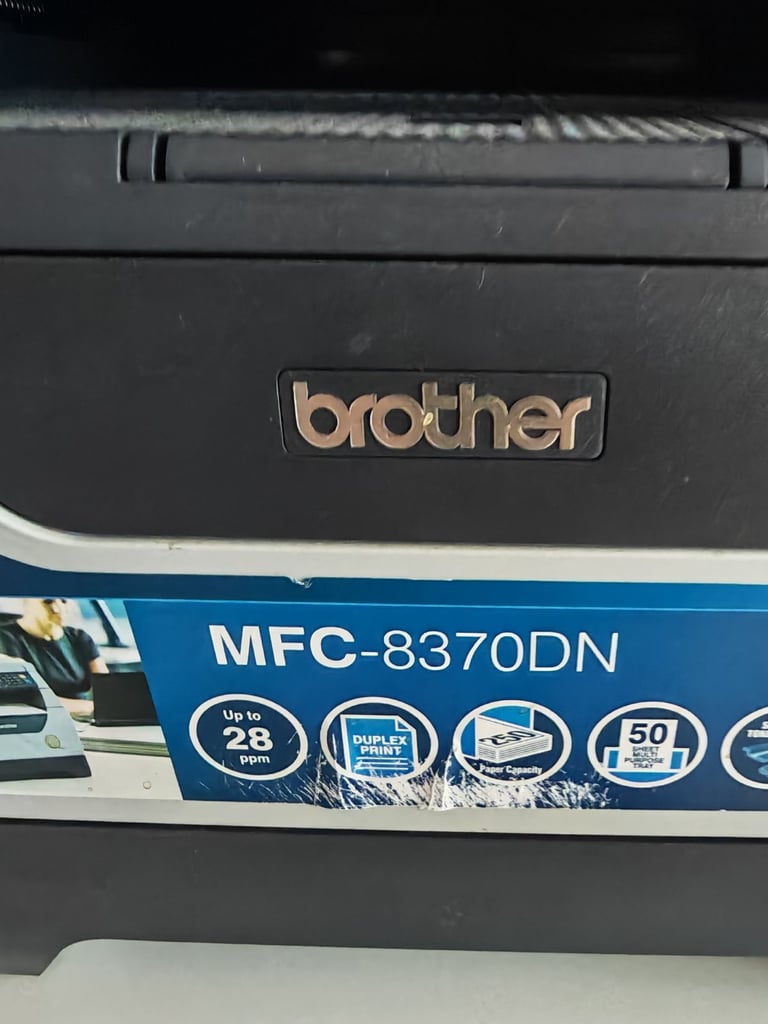 brother
MFC-8370DN
Up to
28
ppm
DUPLEX
PRINT
250
Paper Capacity
50
SHEET
MULTI
PURPOSE
TRAY